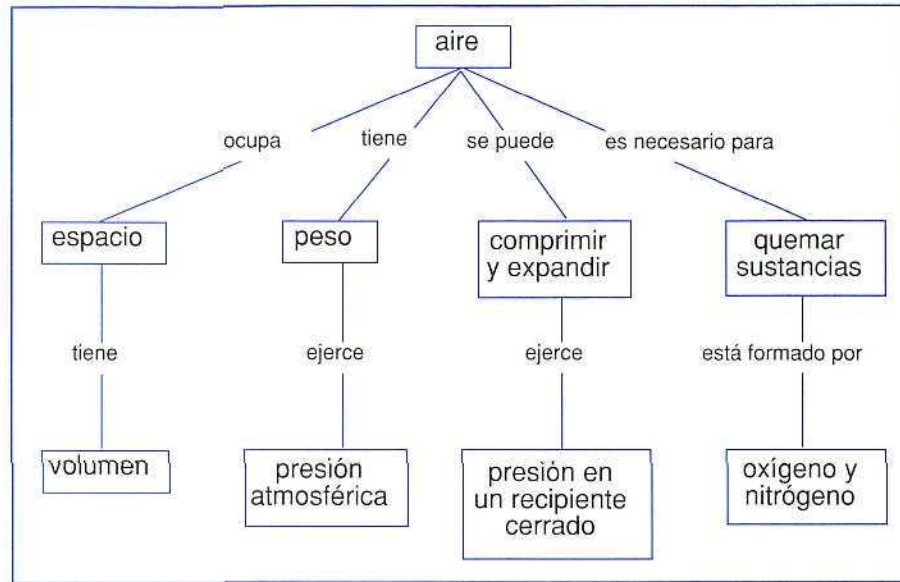 aire
ocupa
tiene
se puede
es necesario para
espacio
peso
comprimir
y expandir
quemar
sustancias
tiene
ejerce
ejerce
está formado por
volumen
presión
atmosférica
presión en
un recipiente
cerrado
oxígeno y
nitrógeno